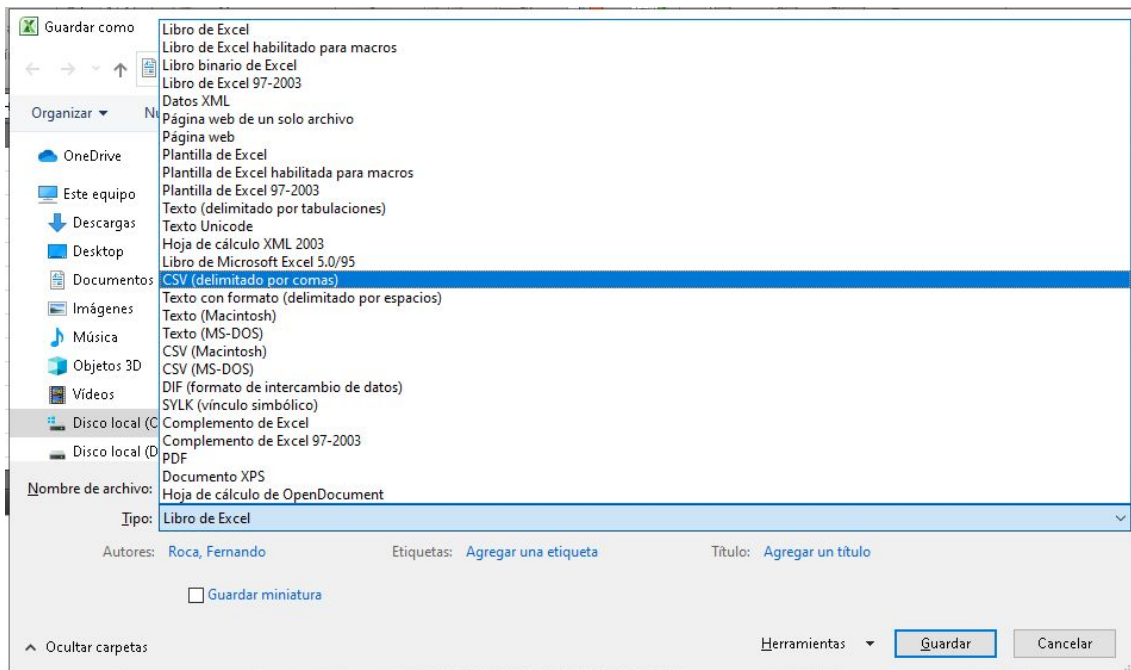 Guardar como
Libro de Excel
Libro de Excel habilitado para macros
Libro binario de Excel
Libro de Excel 97-2003
Datos XML
Página web de un solo archivo
Página web
Plantilla de Excel
Plantilla de Excel habilitada para macros
Plantilla de Excel 97-2003
Texto (delimitado por tabulaciones)
Texto Unicode
Hoja de cálculo XML 2003
Libro de Microsoft Excel 5.0/95
CSV (delimitado por comas)
Texto con formato (delimitado por espacios)
Texto (Macintosh)
Texto (MS-DOS)
CSV (Macintosh)
CSV (MS-DOS)
DIF (formato de intercambio de datos)
SYLK (vínculo simbólico)
Complemento de Excel
Complemento de Excel 97-2003
PDF
Documento XPS
Hoja de cálculo de OpenDocument
Organizar
OneDrive
Este equipo
Descargas
Desktop
Documentos
Imágenes
Música
Objetos 3D
Vídeos
Disco local (C
Disco local (D
Nombre de archivo:
Tipo: Libro de Excel
Autores: Roca, Fernando Etiquetas: Agregar una etiqueta Título: Agregar un título
Guardar miniatura
Ocultar carpetas Herramientas Guardar Cancelar